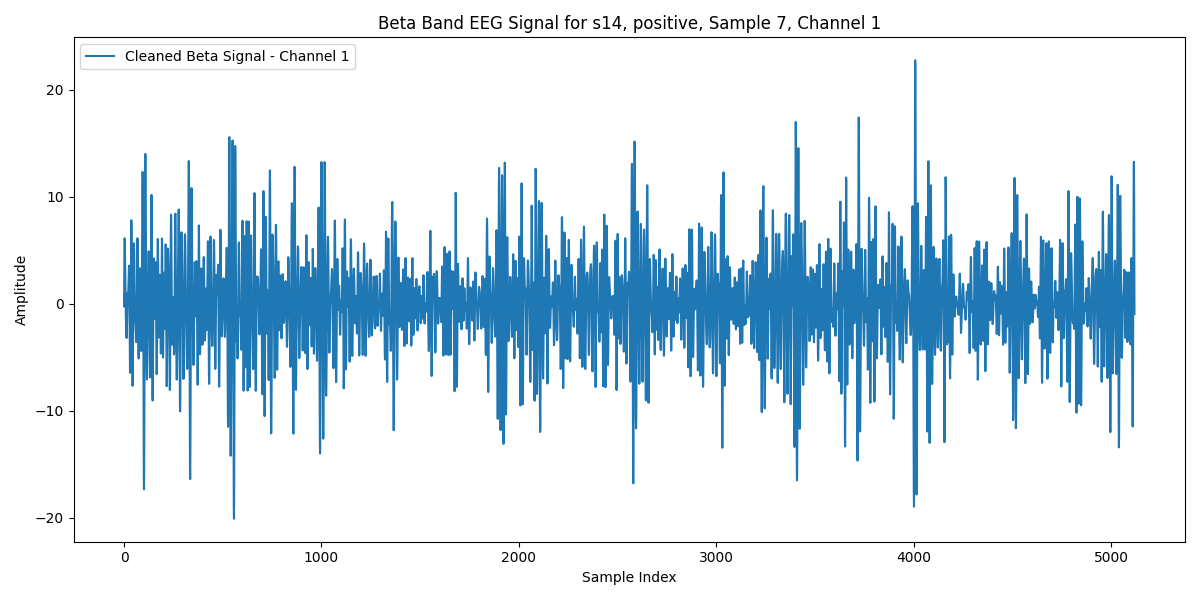 Beta Band EEG Signal for s14, positive, Sample 7, Channel 1
Cleaned Beta Signal - Channel 1
20
10
0
−10
−20
Amplitude
0 1000 2000 3000 4000 5000
Sample Index